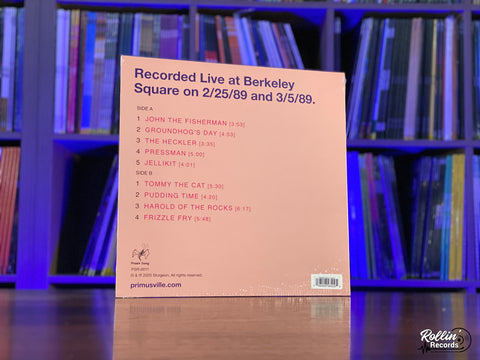 Recorded Live at Berkeley
Square on 2/25/89 and 3/5/89.
SIDE A
1 JOHN THE FISHERMAN [3:53]
2 GROUNDHOG'S DAY [4:53]
3 THE HECKLER [3:35]
4 PRESSMAN [5:00]
5 JELLIKIT [4:01]
SIDE B
1 TOMMY THE CAT [5:30]
2 PUDDING TIME [4:20]
3 HAROLD OF THE ROCKS [6:17]
4 FRIZZLE FRY [5:48]
Prawn Song
primusville.com
Rollin'
Records